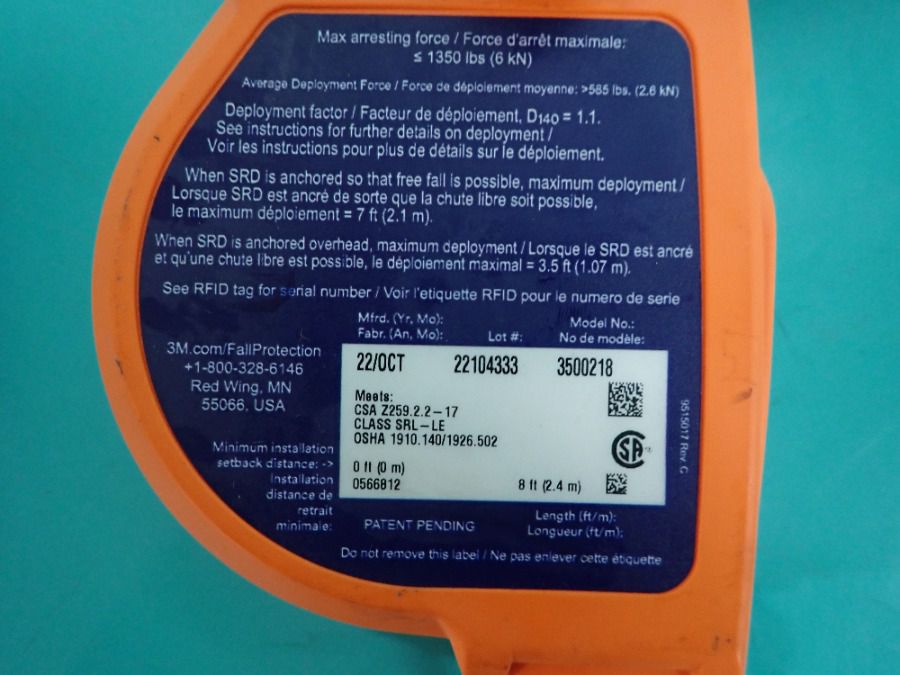 Max arresting force / Force d'arrêt maximale:
≤ 1350 lbs (6 kN)
Average Deployment Force / Force de déploiement moyenne: >585 lbs. (2.6 kN)
Deployment factor / Facteur de déploiement, D140 = 1.1.
See instructions for further details on deployment /
Voir les instructions pour plus de détails sur le déploiement.
When SRD is anchored so that free fall is possible, maximum deployment /
Lorsque SRD est ancré de sorte que la chute libre soit possible,
le maximum déploiement = 7 ft (2.1 m).
When SRD is anchored overhead, maximum deployment / Lorsque le SRD est ancré
et qu'une chute libre est possible, le déploiement maximal = 3.5 ft (1.07 m).
See RFID tag for serial number / Voir l'etiquette RFID pour le numero de serie
Mfrd. (Yr, Mo):
Fabr. (An, Mo):
Lot #:
Model No.:
No de modèle:
3M.com/FallProtection
+1-800-328-6146
Red Wing, MN
55066, USA
22/OCT 22104333 3500218
Meets:
CSA Z259.2.2-17
CLASS SRL-LE
OSHA 1910.140/1926.502
CSA
0 ft (0 m)
0566812 8 ft (2.4 m)
9515017 Rev C
Minimum installation
setback distance: ->
Installation
distance de
retrait
minimale:
PATENT PENDING
Length (ft/m):
Longueur (ft/m):
Do not remove this label / Ne pas enlever cette étiquette